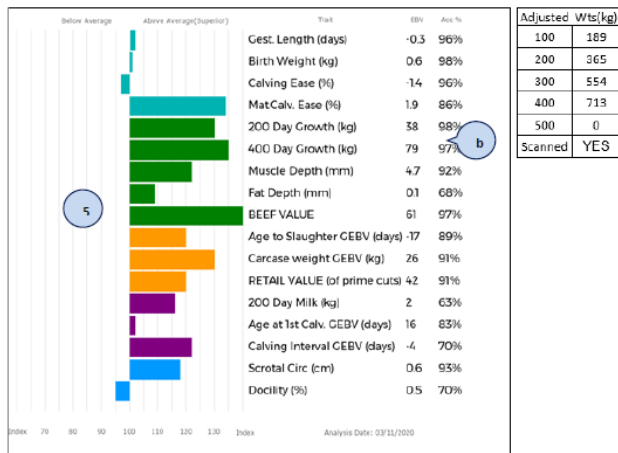 Below Average Above Average(Superior) Trait EBV Acc %
Gest. Length (days) -0.3 96%
Birth Weight (kg) 0.6 98%
Calving Ease (%) -1.4 96%
Mat.Calv. Ease (%) 1.9 86%
200 Day Growth (kg) 38 98%
400 Day Growth (kg) 79 97%
b
Muscle Depth (mm) 4.7 92%
Fat Depth (mm) 0.1 68%
5
BEEF VALUE 61 97%
Age to Slaughter GEBV (days) -17 89%
Carcase weight GEBV (kg) 26 91%
RETAIL VALUE (of prime cuts) 42 91%
200 Day Milk (kg) 2 63%
Age at 1st Calv. GEBV (days) 16 83%
Calving Interval GEBV (days) -4 70%
Scrotal Circ (cm) 0.6 93%
Docility (%) 0.5 70%
Index 70 80 90 100 110 120 130 Index Analysis Date: 03/11/2020
Adjusted Wts(kg)
100 189
200 365
300 554
400 713
500 0
Scanned YES